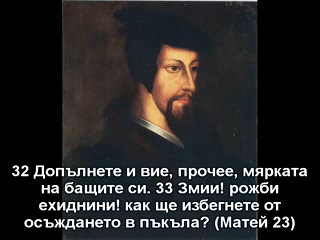 32 Допълнете и вие, прочее, мярката
на бащите си. 33 Змии! рожби
ехиднини! как ще избегнете от
осъждането в пъкъла? (Матей 23)